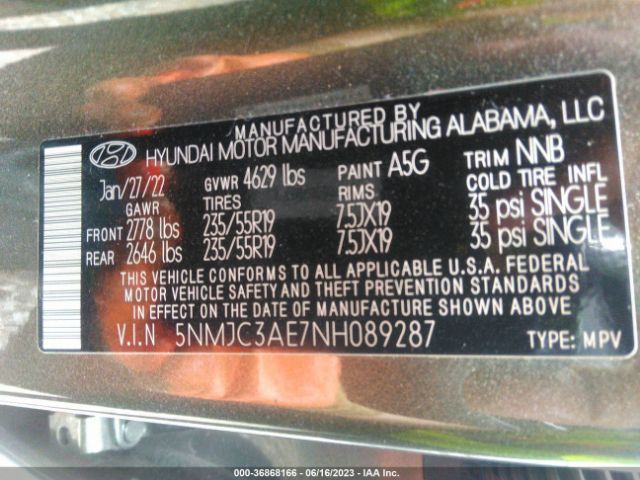 MANUFACTURED BY
HYUNDAI MOTOR MANUFACTURING ALABAMA, LLC
Jan/27/22 GVWR 4629 lbs PAINT A5G TRIM NNB
GAWR TIRES RIMS COLD TIRE INFL
FRONT 2778 lbs 235/55R19 7.5JX19 35 psi SINGLE
REAR 2646 lbs 235/55R19 7.5JX19 35 psi SINGLE
THIS VEHICLE CONFORMS TO ALL APPLICABLE U.S.A. FEDERAL
MOTOR VEHICLE SAFETY AND THEFT PREVENTION STANDARDS
IN EFFECT ON THE DATE OF MANUFACTURE SHOWN ABOVE.
V.I.N 5NMJC3AE7NH089287 TYPE: MPV
000-36868166 - 06/16/2023 - IAA Inc.